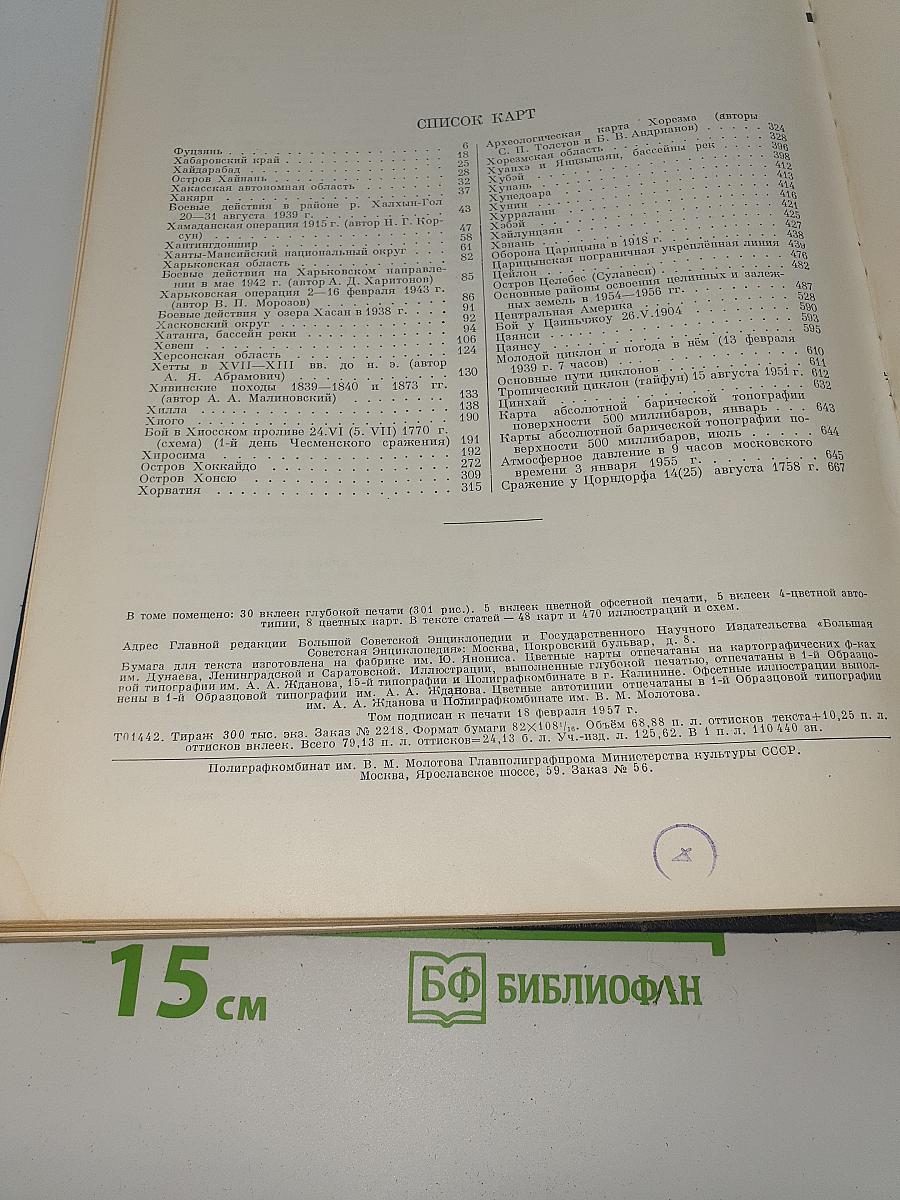 СПИСОК КАРТ
Фуцзянь . . . 6
Хабаровский край . . . 18
Хайдарабад . . . 25
Остров Хайнань . . . 28
Хакасская автономная область . . . 32
Хакяри . . . 37
Боевые действия в районе р. Халхын-Гол
20—31 августа 1939 г. . . . 43
Хамаданская операция 1915 г. (автор Н. Г. Кор-
сун) . . . 47
Хантингдоншир . . . 58
Ханты-Мансийский национальный округ . . . 61
Харьковская область . . . 82
Боевые действия на Харьковском направле-
нии в мае 1942 г. (автор А. Д. Харитонов) . . . 85
Харьковская операция 2—16 февраля 1943 г.
(автор В. П. Морозов) . . . 86
Боевые действия у озера Хасан в 1938 г. . . . 91
Хасковский округ . . . 92
Хатанга, бассейн реки . . . 94
Хевеш . . . 106
Херсонская область . . . 124
Хетты в XVII—XIII вв. до н. э. (автор
А. Я. Абрамович) . . . 130
Хивинские походы 1839—1840 и 1873 гг.
(автор А. А. Малиновский) . . . 133
Хилла . . . 138
Хиого . . . 190
Бой в Хиосском проливе 24.VI (5. VII) 1770 г.
(схема) (1-й день Чесменского сражения) 191
Хиросима . . . 192
Остров Хоккайдо . . . 272
Остров Хонсю . . . 309
Хорватия . . . 315
Археологическая карта Хорезма (авторы
С. П. Толстов и Б. В. Андрианов) . . . 324
Хорезмская область . . . 328
Хуанхэ и Янцзыцзян, бассейны рек . . . 396
Хубэй . . . 398
Хунань . . . 412
Хунедоара . . . 413
Хунин . . . 414
Хурралани . . . 416
Хэбэй . . . 421
Хэйлунцзян . . . 425
Хэнань . . . 427
Оборона Царицына в 1918 г. . . . 438
Царицынская пограничная укреплённая линия 439
Цейлон . . . 476
Остров Целебес (Сулавеси) . . . 482
Основные районы освоения целинных и залеж-
ных земель в 1954—1956 гг. . . . 487
Центральная Америка . . . 528
Бой у Цзиньчжоу 26.V.1904 . . . 590
Цзянси . . . 593
Цзянсу . . . 595
Молодой циклон и погода в нём (13 февраля
1939 г. 7 часов) . . . 610
Основные пути циклонов . . . 611
Тропический циклон (тайфун) 15 августа 1951 г. 612
Цинхай . . . 632
Карта абсолютной барической топографии
поверхности 500 миллибаров, январь . . . 643
Карты абсолютной барической топографии по-
верхности 500 миллибаров, июль . . . 644
Атмосферное давление в 9 часов московского
времени 3 января 1955 г. . . . 645
Сражение у Цорндорфа 14(25) августа 1758 г. 667
В томе помещено: 30 вклеек глубокой печати (301 рис.). 5 вклеек цветной офсетной печати, 5 вклеек 4-цветной авто-
типии, 8 цветных карт. В тексте статей — 48 карт и 470 иллюстраций и схем.
Адрес Главной редакции Большой Советской Энциклопедии и Государственного Научного Издательства «Большая
Советская Энциклопедия»: Москва, Покровский бульвар, д. 8.
Бумага для текста изготовлена на фабрике им. Ю. Янониса. Цветные карты отпечатаны на картографических ф-ках
им. Дунаева, Ленинградской и Саратовской. Иллюстрации, выполненные глубокой печатью, отпечатаны в 1-й Образцо-
вой типографии им. А. А. Жданова, 15-й типографии и Полиграфкомбинате в г. Калинине. Офсетные иллюстрации выпол-
нены в 1-й Образцовой типографии им. А. А. Жданова. Цветные автотипии отпечатаны в 1-й Образцовой типографии
им. А. А. Жданова и Полиграфкомбинате им. В. М. Молотова.
Том подписан к печати 18 февраля 1957 г.
Т01442. Тираж 300 тыс. экз. Заказ № 2218. Формат бумаги 82×108¹/₁₆. Объём 68,88 п. л. оттисков текста+10,25 п. л.
оттисков вклеек. Всего 79,13 п. л. оттисков=24,13 б. л. Уч.-изд. л. 125,62. В 1 п. л. 110 440 зн.
Полиграфкомбинат им. В. М. Молотова Главполиграфпрома Министерства культуры СССР.
Москва, Ярославское шоссе, 59. Заказ № 56.
15 см
БФ БИБЛИОФАН